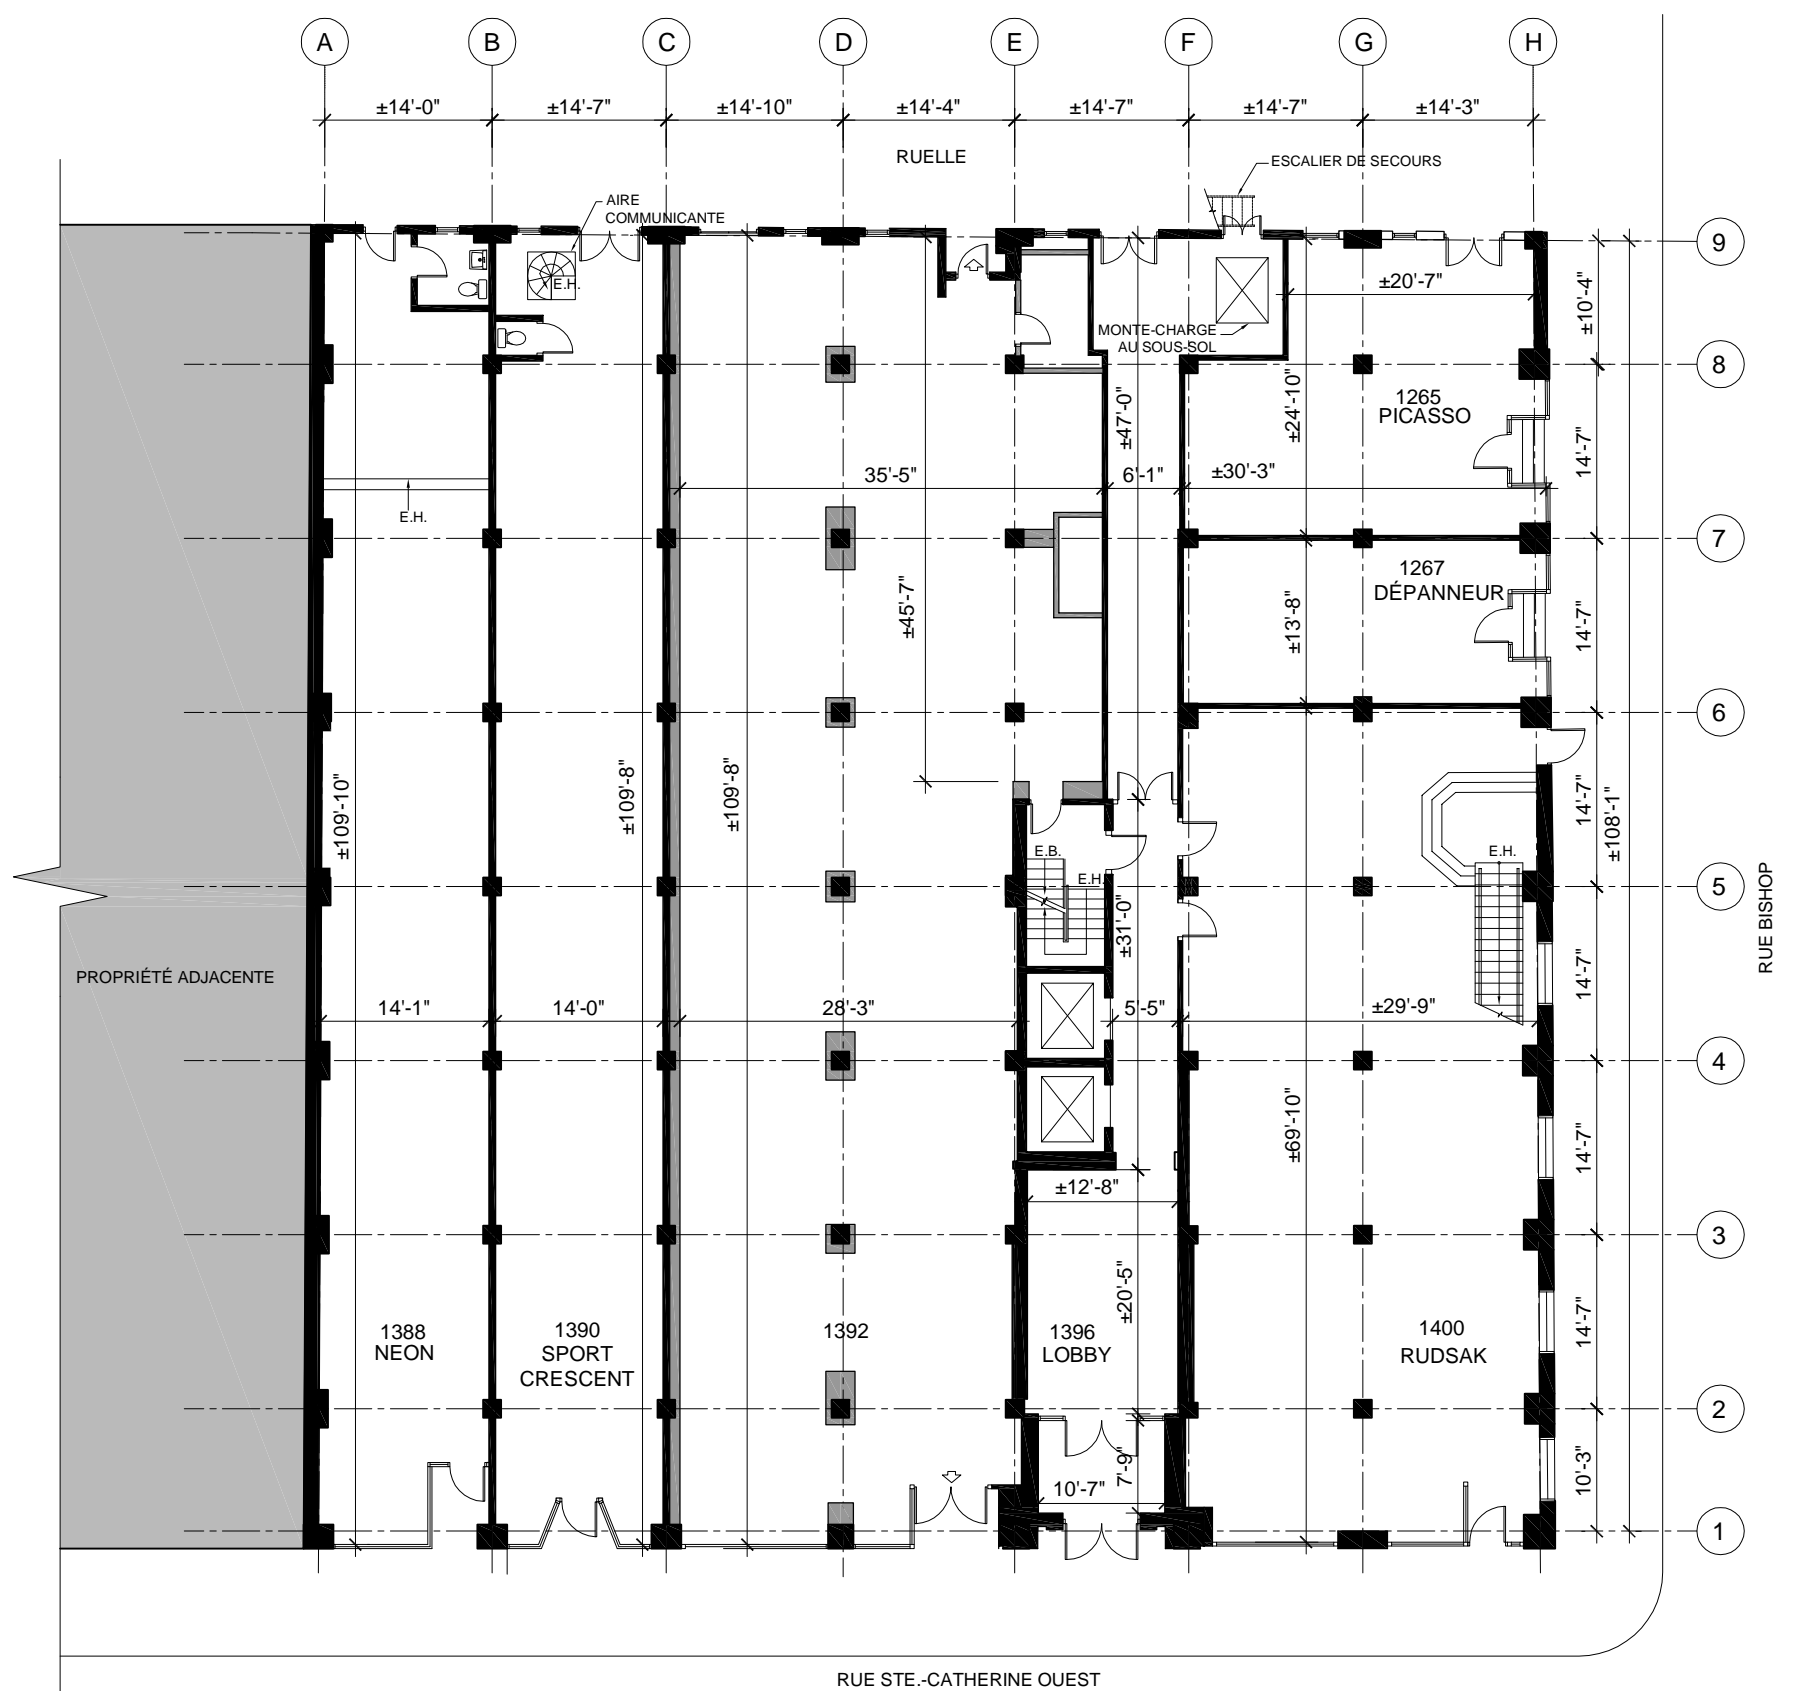 A B C D E F G H
±14'-0" ±14'-7" ±14'-10" ±14'-4" ±14'-7" ±14'-7" ±14'-3"
RUELLE
ESCALIER DE SECOURS
AIRE
COMMUNICANTE
9
E.H.
±20'-7"
±10'-4"
MONTE-CHARGE
AU SOUS-SOL
8
±47'-0"
±24'-10"
1265
PICASSO
14'-7"
35'-5" 6'-1" ±30'-3"
E.H.
7
1267
DÉPANNEUR
±45'-7"
±13'-8"
14'-7"
6
±109'-10"
±109'-8"
±109'-8"
14'-7"
±108'-1"
E.B.
E.H.
E.H.
5
±31'-0"
RUE BISHOP
PROPRIÉTÉ ADJACENTE
14'-7"
14'-1" 14'-0" 28'-3" 5'-5" ±29'-9"
4
±69'-10"
14'-7"
±12'-8"
3
±20'-5"
14'-7"
1388
NEON
1390
SPORT
CRESCENT
1392
1396
LOBBY
1400
RUDSAK
2
7'-9"
10'-3"
10'-7"
1
RUE STE.-CATHERINE OUEST